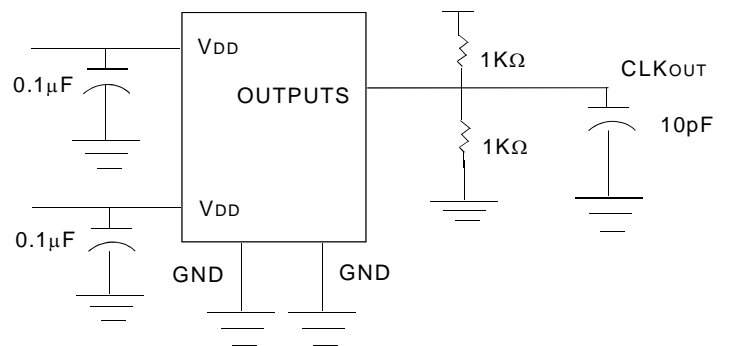 VDD
1KΩ
CLKOUT
0.1μF
OUTPUTS
10pF
1KΩ
VDD
0.1μF
GND
GND